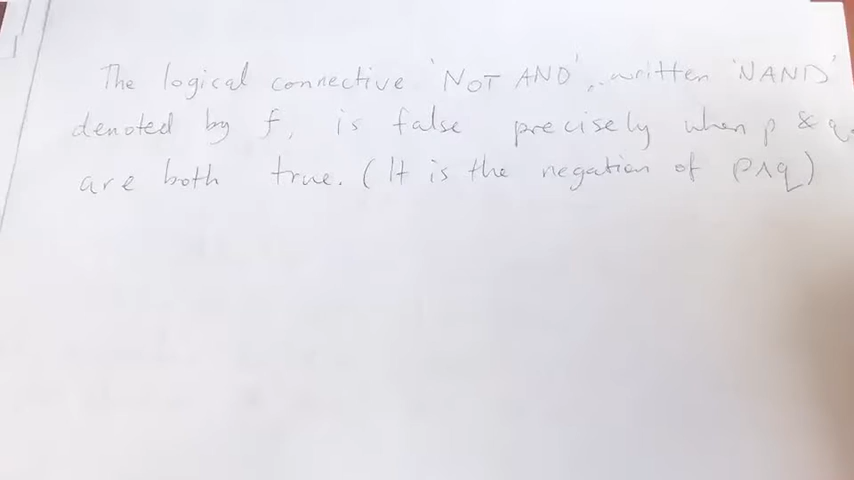 The logical connective 'NOT AND', written 'NAND'
denoted by f, is false precisely when p & q
are both true. (It is the negation of p∧q)